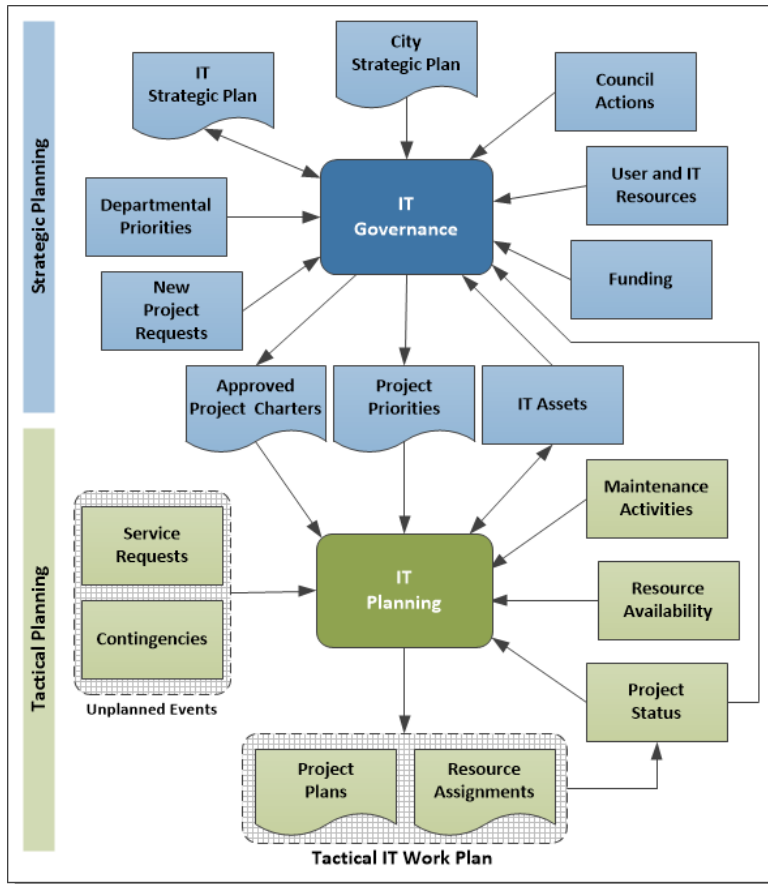 Strategic Planning
IT
Strategic Plan
City
Strategic Plan
Council
Actions
Departmental
Priorities
IT
Governance
User and IT
Resources
New
Project
Requests
Funding
Approved
Project Charters
Project
Priorities
IT Assets
Tactical Planning
Service
Requests
Contingencies
Unplanned Events
IT
Planning
Maintenance
Activities
Resource
Availability
Project
Status
Project
Plans
Resource
Assignments
Tactical IT Work Plan